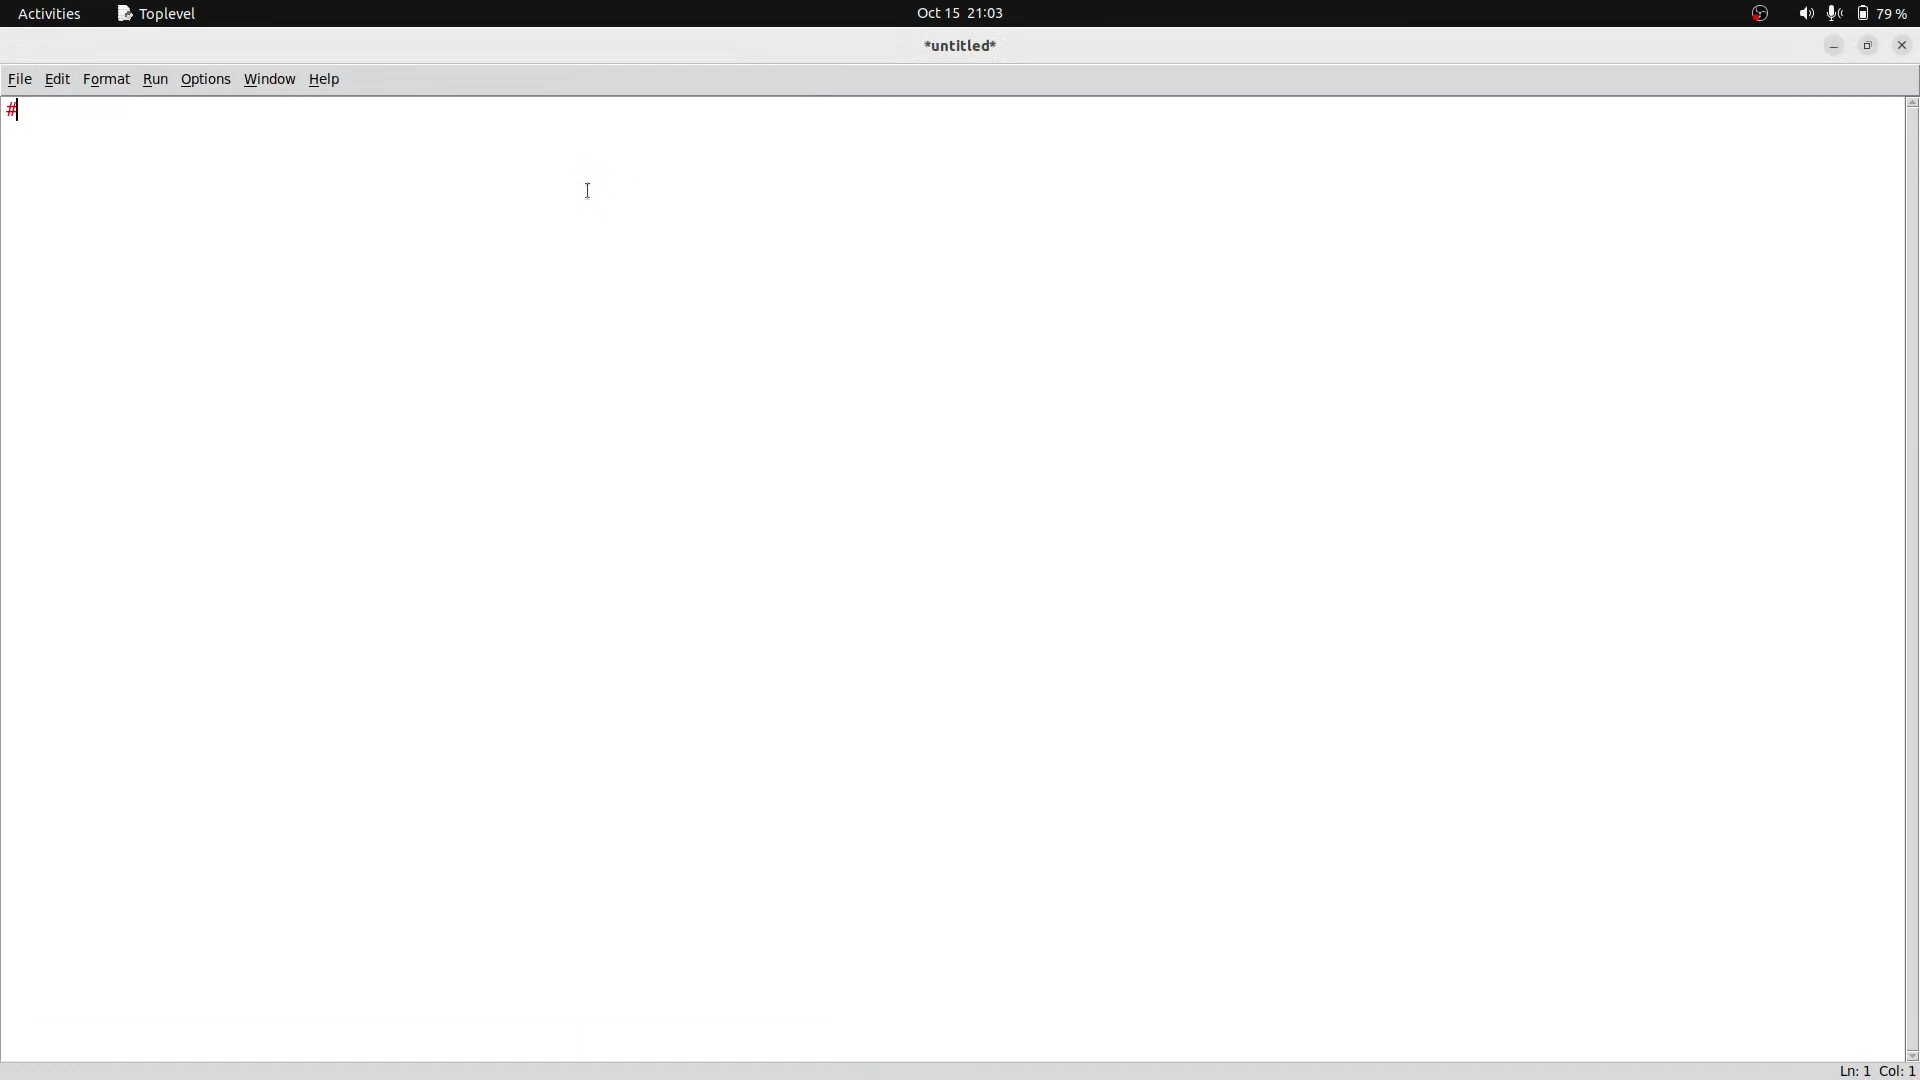 Activities Toplevel Oct 15 21:03 79 %
*untitled*
File Edit Format Run Options Window Help
#
Ln: 1 Col: 1